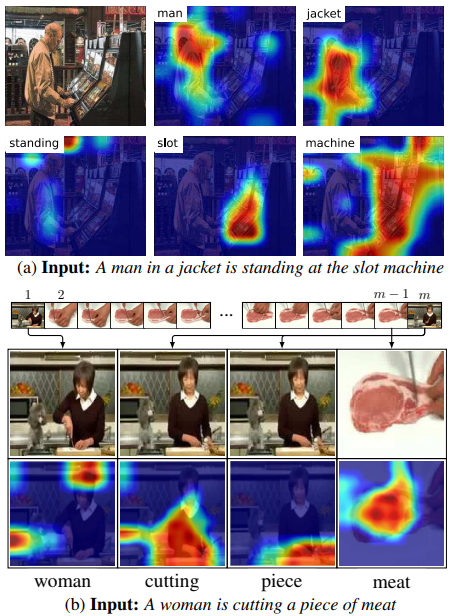 man
jacket
standing
slot
machine
(a) Input: A man in a jacket is standing at the slot machine
1 2 m − 1 m
...
woman cutting piece meat
(b) Input: A woman is cutting a piece of meat